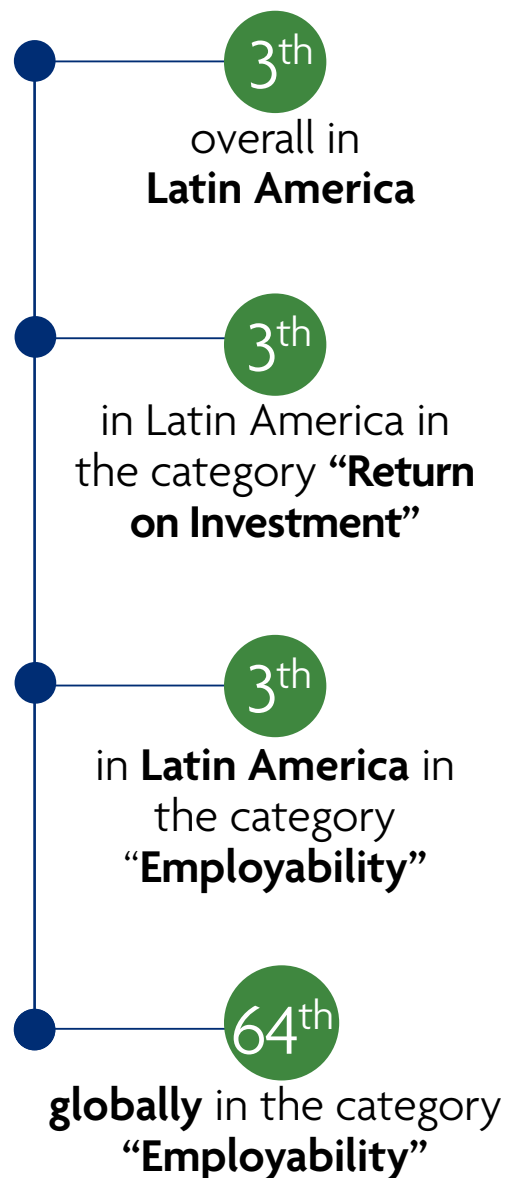 3th
overall in
Latin America
3th
in Latin America in
the category “Return
on Investment”
3th
in Latin America in
the category
“Employability”
64th
globally in the category
“Employability”